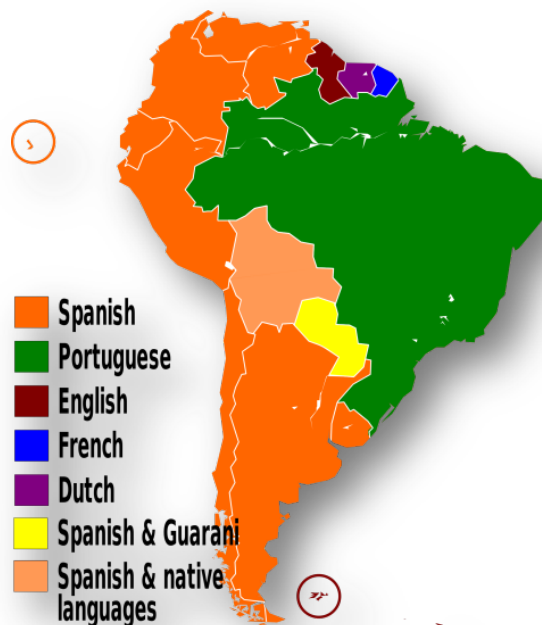 Spanish
Portuguese
English
French
Dutch
Spanish & Guarani
Spanish & native
languages